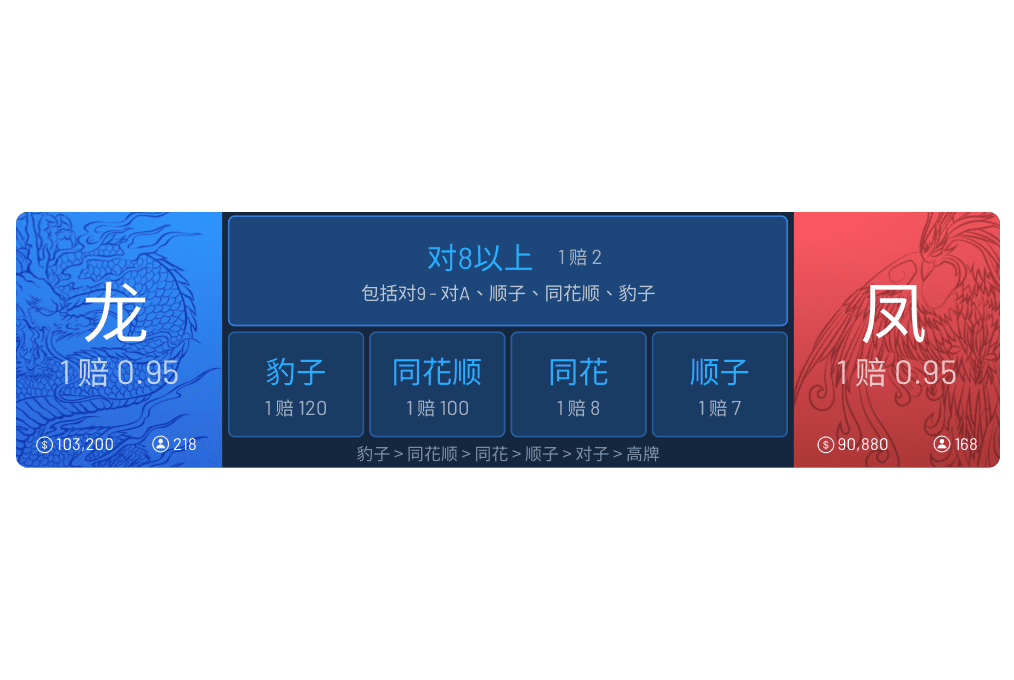 龙
1 赔 0.95
103,200
218
对8以上 1 赔 2
包括对9 - 对A、顺子、同花顺、豹子
豹子
1 赔 120
同花顺
1 赔 100
同花
1 赔 8
顺子
1 赔 7
豹子 > 同花顺 > 同花 > 顺子 > 对子 > 高牌
凤
1 赔 0.95
90,880
168